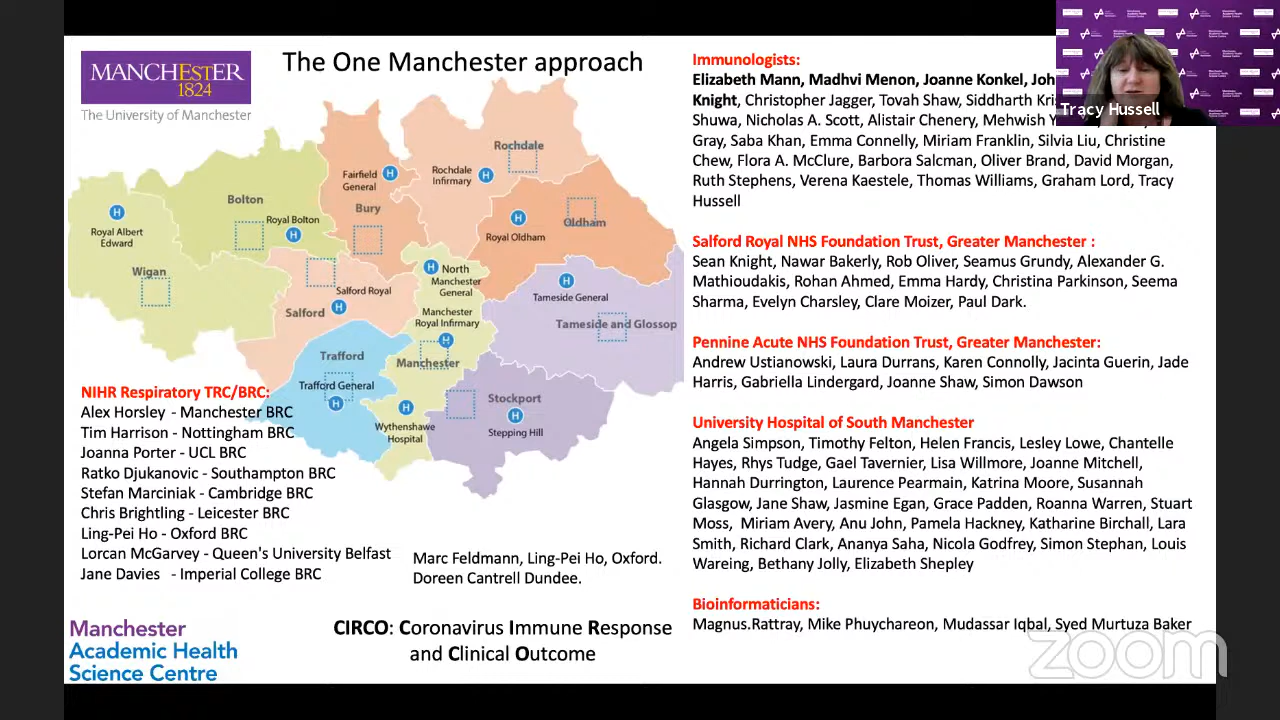 MANCHESTER
1824
The University of Manchester
The One Manchester approach
Rochdale
Fairfield
General
Rochdale
Infirmary
Bolton
Bury
Royal Albert
Edward
Royal Bolton
Royal Oldham
Oldham
Wigan
Salford Royal
North
Manchester
General
Tameside General
Salford
Manchester
Royal Infirmary
Tameside and Glossop
Trafford
Manchester
Trafford General
Stockport
Wythenshawe
Hospital
Stepping Hill
NIHR Respiratory TRC/BRC:
Alex Horsley - Manchester BRC
Tim Harrison - Nottingham BRC
Joanna Porter - UCL BRC
Ratko Djukanovic - Southampton BRC
Stefan Marciniak - Cambridge BRC
Chris Brightling - Leicester BRC
Ling-Pei Ho - Oxford BRC
Lorcan McGarvey - Queen's University Belfast
Jane Davies - Imperial College BRC
Marc Feldmann, Ling-Pei Ho, Oxford.
Doreen Cantrell Dundee.
Manchester
Academic Health
Science Centre
CIRCO: Coronavirus Immune Response
and Clinical Outcome
Immunologists:
Elizabeth Mann, Madhvi Menon, Joanne Konkel, Joh
Knight, Christopher Jagger, Tovah Shaw, Siddharth Kris
Shuwa, Nicholas A. Scott, Alistair Chenery, Mehwish Y
Gray, Saba Khan, Emma Connelly, Miriam Franklin, Silvia Liu, Christine
Chew, Flora A. McClure, Barbora Salcman, Oliver Brand, David Morgan,
Ruth Stephens, Verena Kaestele, Thomas Williams, Graham Lord, Tracy
Hussell
Salford Royal NHS Foundation Trust, Greater Manchester :
Sean Knight, Nawar Bakerly, Rob Oliver, Seamus Grundy, Alexander G.
Mathioudakis, Rohan Ahmed, Emma Hardy, Christina Parkinson, Seema
Sharma, Evelyn Charsley, Clare Moizer, Paul Dark.
Pennine Acute NHS Foundation Trust, Greater Manchester:
Andrew Ustianowski, Laura Durrans, Karen Connolly, Jacinta Guerin, Jade
Harris, Gabriella Lindergard, Joanne Shaw, Simon Dawson
University Hospital of South Manchester
Angela Simpson, Timothy Felton, Helen Francis, Lesley Lowe, Chantelle
Hayes, Rhys Tudge, Gael Tavernier, Lisa Willmore, Joanne Mitchell,
Hannah Durrington, Laurence Pearmain, Katrina Moore, Susannah
Glasgow, Jane Shaw, Jasmine Egan, Grace Padden, Roanna Warren, Stuart
Moss, Miriam Avery, Anu John, Pamela Hackney, Katharine Birchall, Lara
Smith, Richard Clark, Ananya Saha, Nicola Godfrey, Simon Stephan, Louis
Wareing, Bethany Jolly, Elizabeth Shepley
Bioinformaticians:
Magnus.Rattray, Mike Phuychareon, Mudassar Iqbal, Syed Murtuza Baker
Tracy Hussell
zoom